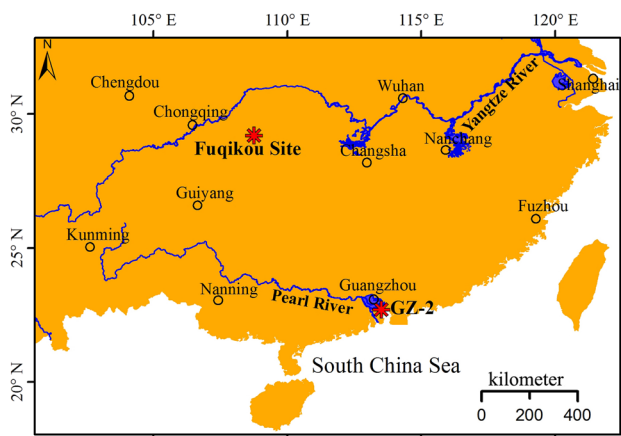 105° E 110° E 115° E 120° E
N
Chengdou
Wuhan
Yangtze River
Shanghai
30° N
Chongqing
Fuqikou Site
Changsha
Nanchang
Guiyang
Fuzhou
Kunming
25° N
Nanning
Guangzhou
Pearl River
GZ-2
South China Sea
20° N
kilometer
0 200 400